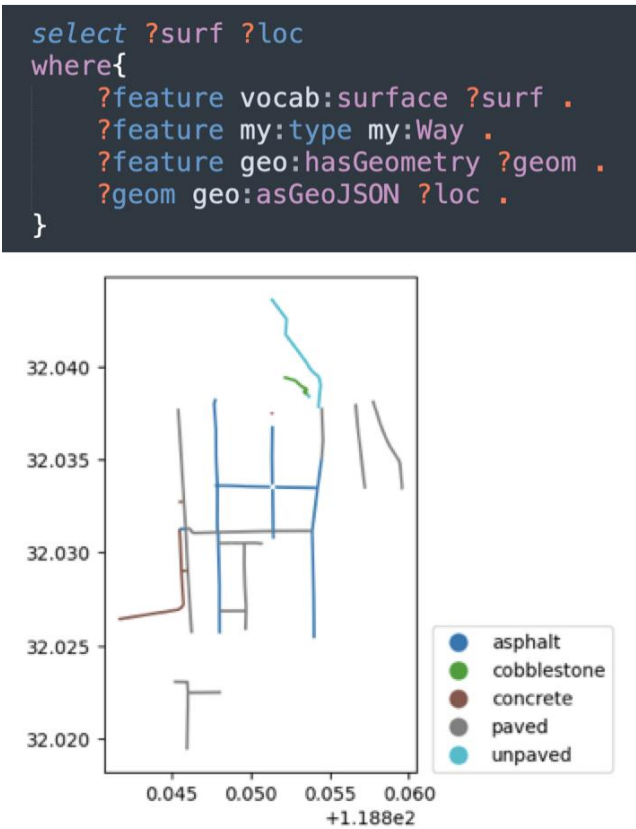 select ?surf ?loc
where{
?feature vocab:surface ?surf .
?feature my:type my:Way .
?feature geo:hasGeometry ?geom .
?geom geo:asGeoJSON ?loc .
}
32.040
32.035
32.030
32.025
32.020
0.045 0.050 0.055 0.060
+1.188e2
asphalt
cobblestone
concrete
paved
unpaved